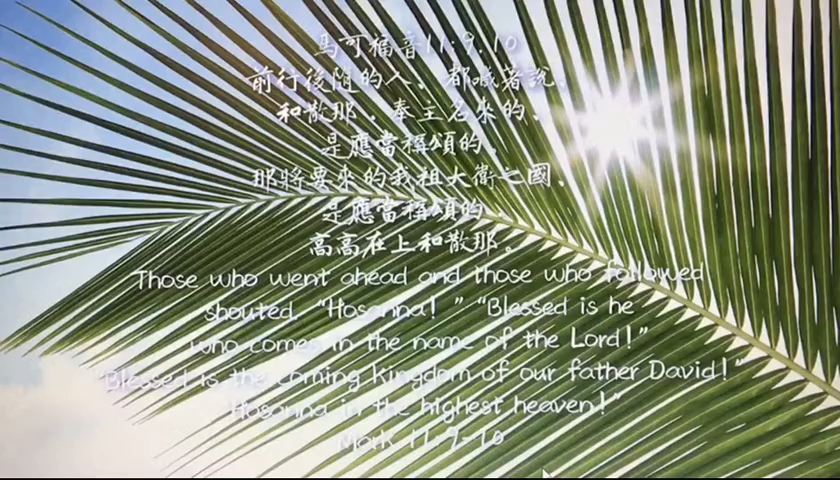 馬可福音11:9.10
前行後隨的人、都喊著說、
和散那、奉主名來的、
是應當稱頌的。
那將要來的我祖大衛之國、
是應當稱頌的
高高在上和散那。
Those who went ahead and those who followed
shouted, "Hosanna! " "Blessed is he
who comes in the name of the Lord!"
"Blessed is the coming kingdom of our father David!"
"Hosanna in the highest heaven!"
Mark 11:9-10